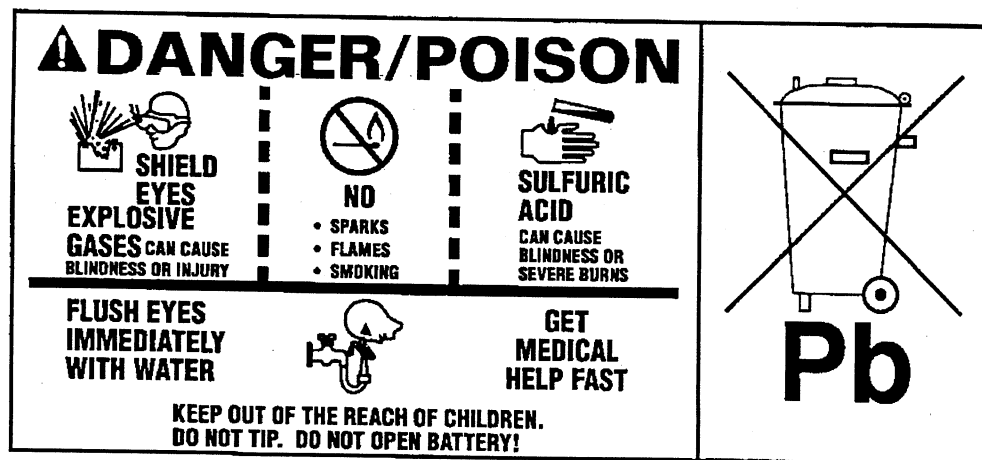 DANGER/POISON
SHIELD
EYES
EXPLOSIVE
GASES CAN CAUSE
BLINDNESS OR INJURY
NO
• SPARKS
• FLAMES
• SMOKING
SULFURIC
ACID
CAN CAUSE
BLINDNESS OR
SEVERE BURNS
FLUSH EYES
IMMEDIATELY
WITH WATER
GET
MEDICAL
HELP FAST
KEEP OUT OF THE REACH OF CHILDREN.
DO NOT TIP. DO NOT OPEN BATTERY!
Pb